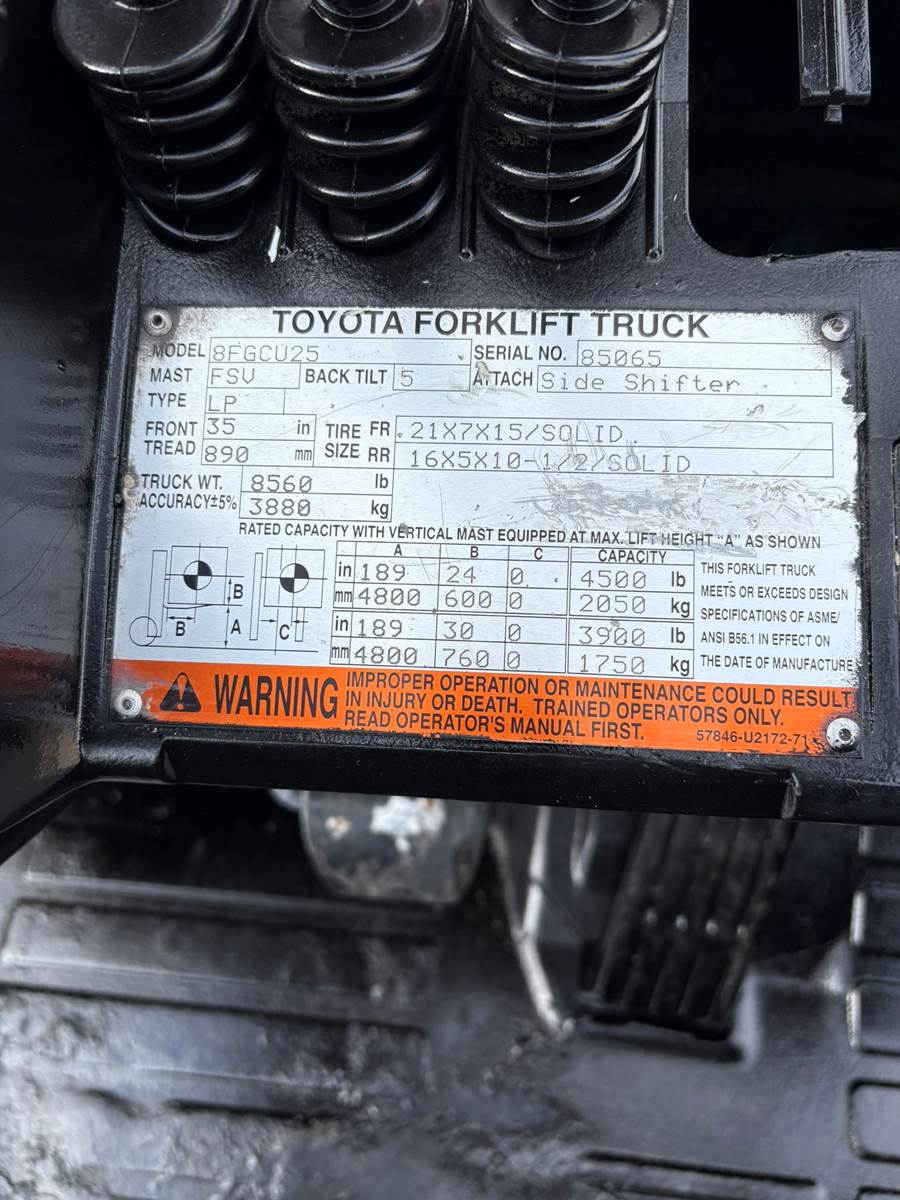 TOYOTA FORKLIFT TRUCK
MODEL 8FGCU25 SERIAL NO. 85065
MAST FSV BACK TILT 5 ATTACH Side Shifter
TYPE LP
FRONT TREAD 35 in 890 mm
TIRE SIZE FR 21X7X15/SOLID
RR 16X5X10-1/2/SOLID
TRUCK WT. 8560 lb
ACCURACY±5% 3880 kg
RATED CAPACITY WITH VERTICAL MAST EQUIPPED AT MAX. LIFT HEIGHT "A" AS SHOWN
A B C CAPACITY
in 189 24 0 4500 lb
mm 4800 600 0 2050 kg
in 189 30 0 3900 lb
mm 4800 760 0 1750 kg
B B A C
THIS FORKLIFT TRUCK
MEETS OR EXCEEDS DESIGN
SPECIFICATIONS OF ASME/
ANSI B56.1 IN EFFECT ON
THE DATE OF MANUFACTURE
WARNING
IMPROPER OPERATION OR MAINTENANCE COULD RESULT
IN INJURY OR DEATH. TRAINED OPERATORS ONLY.
READ OPERATOR'S MANUAL FIRST.
57846-U2172-71